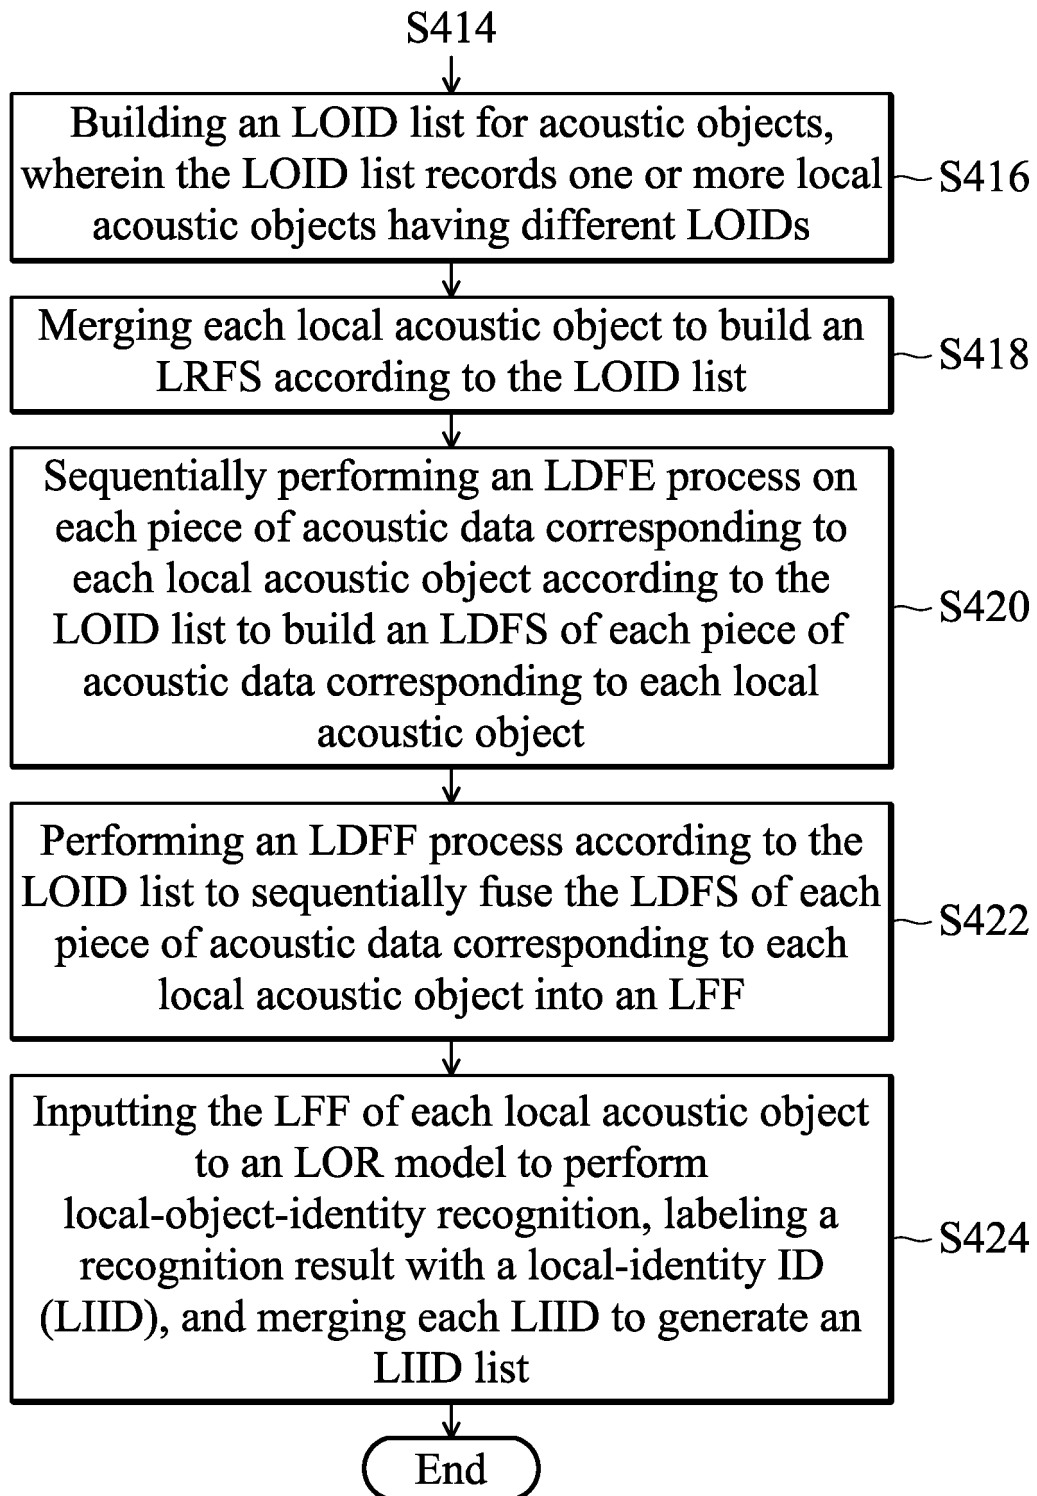 S414
Building an LOID list for acoustic objects,
wherein the LOID list records one or more local
acoustic objects having different LOIDs
S416
Merging each local acoustic object to build an
LRFS according to the LOID list
S418
Sequentially performing an LDFE process on
each piece of acoustic data corresponding to
each local acoustic object according to the
LOID list to build an LDFS of each piece of
acoustic data corresponding to each local
acoustic object
S420
Performing an LDFF process according to the
LOID list to sequentially fuse the LDFS of each
piece of acoustic data corresponding to each
local acoustic object into an LFF
S422
Inputting the LFF of each local acoustic object
to an LOR model to perform
local-object-identity recognition, labeling a
recognition result with a local-identity ID
(LIID), and merging each LIID to generate an
LIID list
S424
End